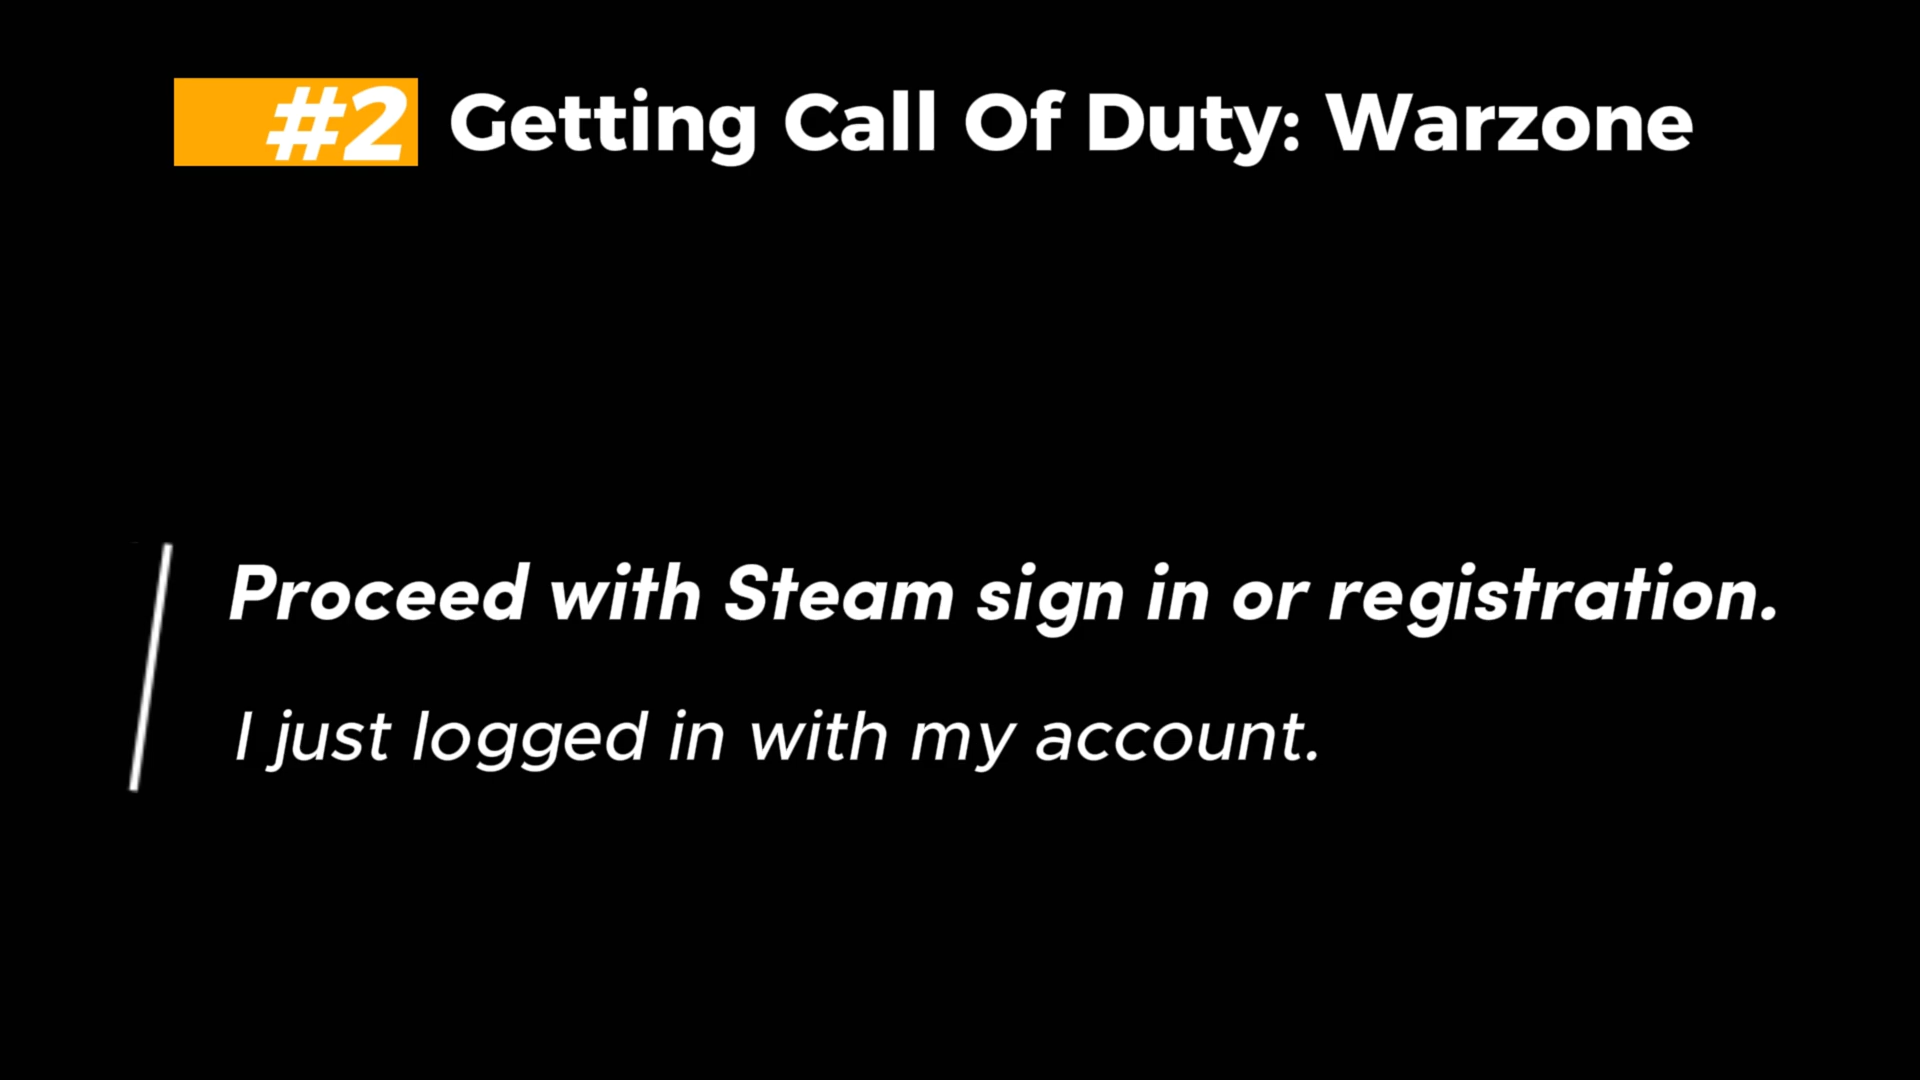 #2 Getting Call Of Duty: Warzone
Proceed with Steam sign in or registration.
I just logged in with my account.